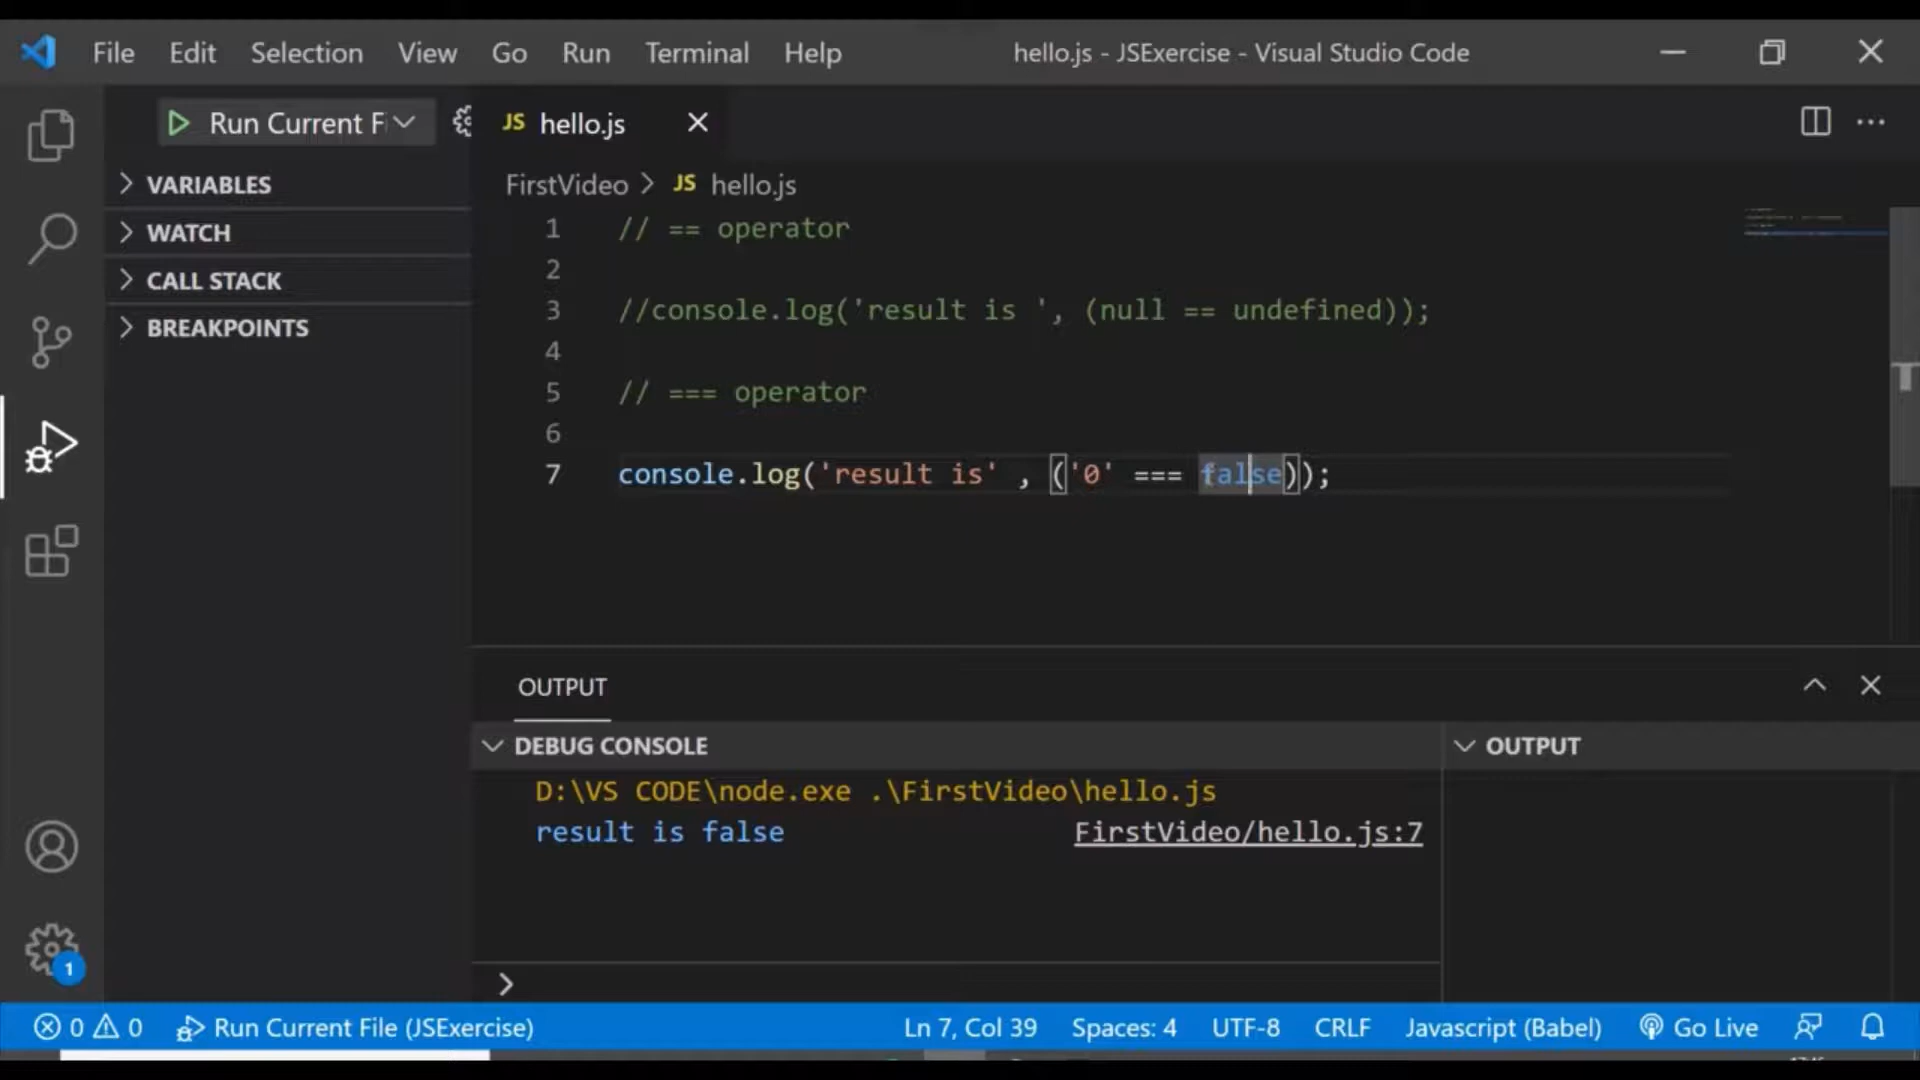 File Edit Selection View Go Run Terminal Help hello.js - JSExercise - Visual Studio Code
Run Current Fi
JS hello.js
VARIABLES
WATCH
CALL STACK
BREAKPOINTS
FirstVideo > JS hello.js
1 // == operator
2
3 //console.log('result is ', (null == undefined));
4
5 // === operator
6
7 console.log('result is' , ('0' === false));
OUTPUT
DEBUG CONSOLE
D:\VS CODE\node.exe .\FirstVideo\hello.js
result is false FirstVideo/hello.js:7
OUTPUT
1
0 0 Run Current File (JSExercise) Ln 7, Col 39 Spaces: 4 UTF-8 CRLF Javascript (Babel) Go Live